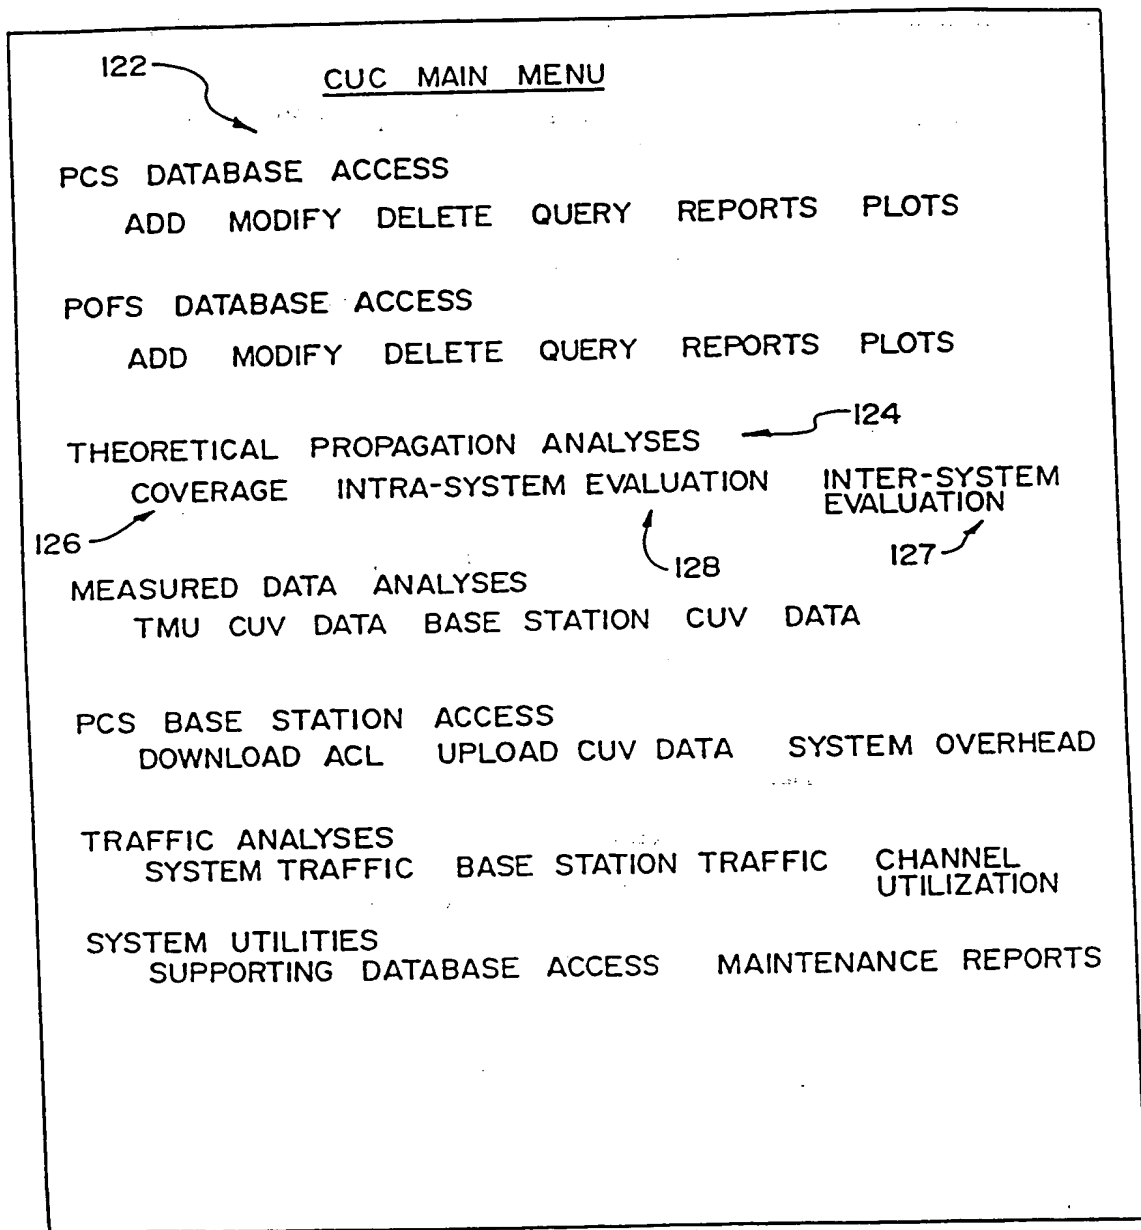 122
CUC MAIN MENU
PCS DATABASE ACCESS
ADD MODIFY DELETE QUERY REPORTS PLOTS
POFS DATABASE ACCESS
ADD MODIFY DELETE QUERY REPORTS PLOTS
124
THEORETICAL PROPAGATION ANALYSES
COVERAGE INTRA-SYSTEM EVALUATION INTER-SYSTEM
EVALUATION
126
128
127
MEASURED DATA ANALYSES
TMU CUV DATA BASE STATION CUV DATA
PCS BASE STATION ACCESS
DOWNLOAD ACL UPLOAD CUV DATA SYSTEM OVERHEAD
TRAFFIC ANALYSES
SYSTEM TRAFFIC BASE STATION TRAFFIC CHANNEL
UTILIZATION
SYSTEM UTILITIES
SUPPORTING DATABASE ACCESS MAINTENANCE REPORTS